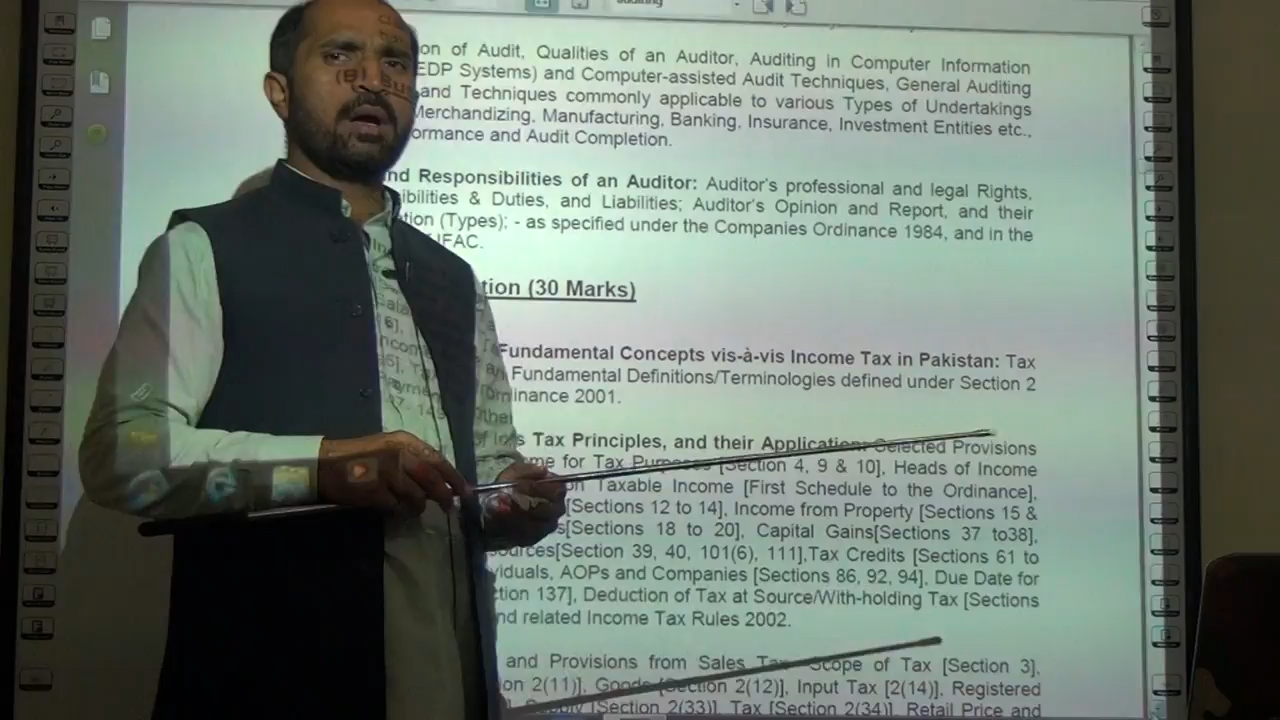 on of Audit, Qualities of an Auditor, Auditing in Computer Information
EDP Systems) and Computer-assisted Audit Techniques, General Auditing
and Techniques commonly applicable to various Types of Undertakings
Merchandizing, Manufacturing, Banking, Insurance, Investment Entities etc.,
ormance and Audit Completion.
nd Responsibilities of an Auditor: Auditor's professional and legal Rights,
ibilities & Duties, and Liabilities; Auditor's Opinion and Report, and their
tion (Types); - as specified under the Companies Ordinance 1984, and in the
IFAC.
tion (30 Marks)
Fundamental Concepts vis-à-vis Income Tax in Pakistan: Tax
Fundamental Definitions/Terminologies defined under Section 2
inance 2001.
Tax Principles, and their Application: Selected Provisions
me for Tax Purposes [Section 4, 9 & 10], Heads of Income
on Taxable Income [First Schedule to the Ordinance],
[Sections 12 to 14], Income from Property [Sections 15 &
s[Sections 18 to 20], Capital Gains[Sections 37 to38],
ources[Section 39, 40, 101(6), 111],Tax Credits [Sections 61 to
viduals, AOPs and Companies [Sections 86, 92, 94], Due Date for
ction 137], Deduction of Tax at Source/With-holding Tax [Sections
nd related Income Tax Rules 2002.
and Provisions from Sales Tax Scope of Tax [Section 3],
ion 2(11)], Goods [Section 2(12)], Input Tax [2(14)], Registered
Supply [Section 2(33)], Tax [Section 2(34)], Retail Price and